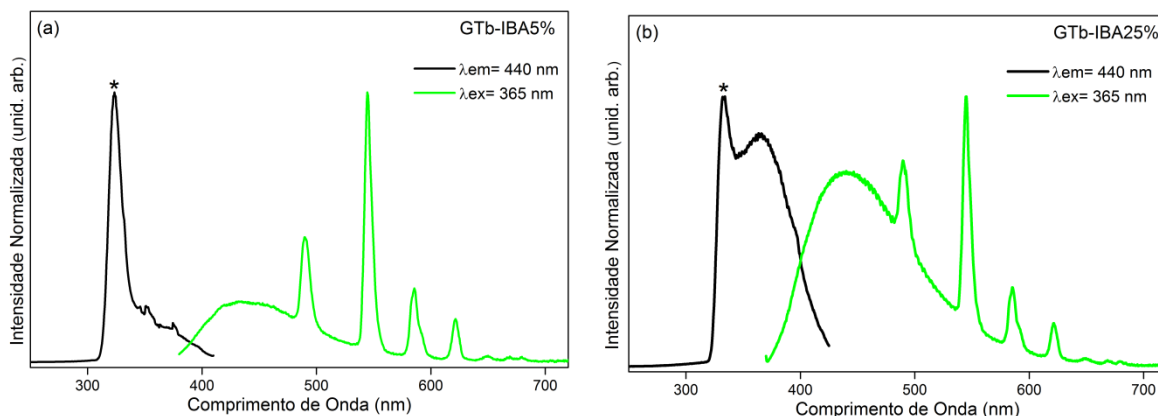 (a)
GTb-IBA5%
λem= 440 nm
λex= 365 nm
*
Intensidade Normalizada (unid. arb.)
300 400 500 600 700
Comprimento de Onda (nm)
(b)
GTb-IBA25%
λem= 440 nm
λex= 365 nm
*
Intensidade Normalizada (unid. arb.)
300 400 500 600 700
Comprimento de Onda (nm)